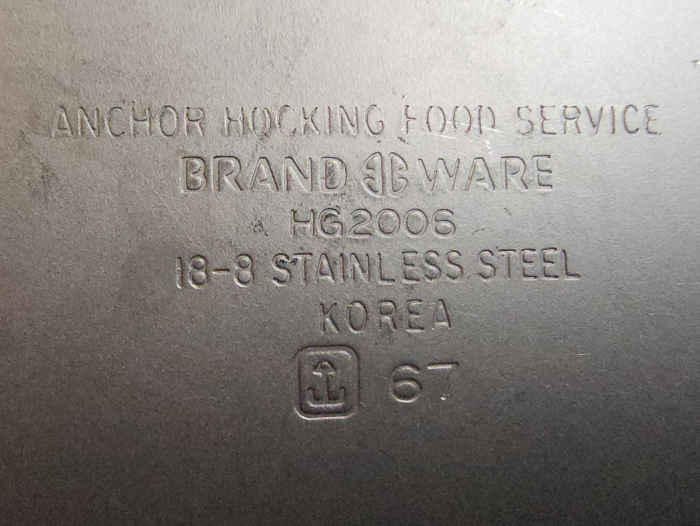 ANCHOR HOCKING FOOD SERVICE
BRAND WARE
HG2006
18-8 STAINLESS STEEL
KOREA
67